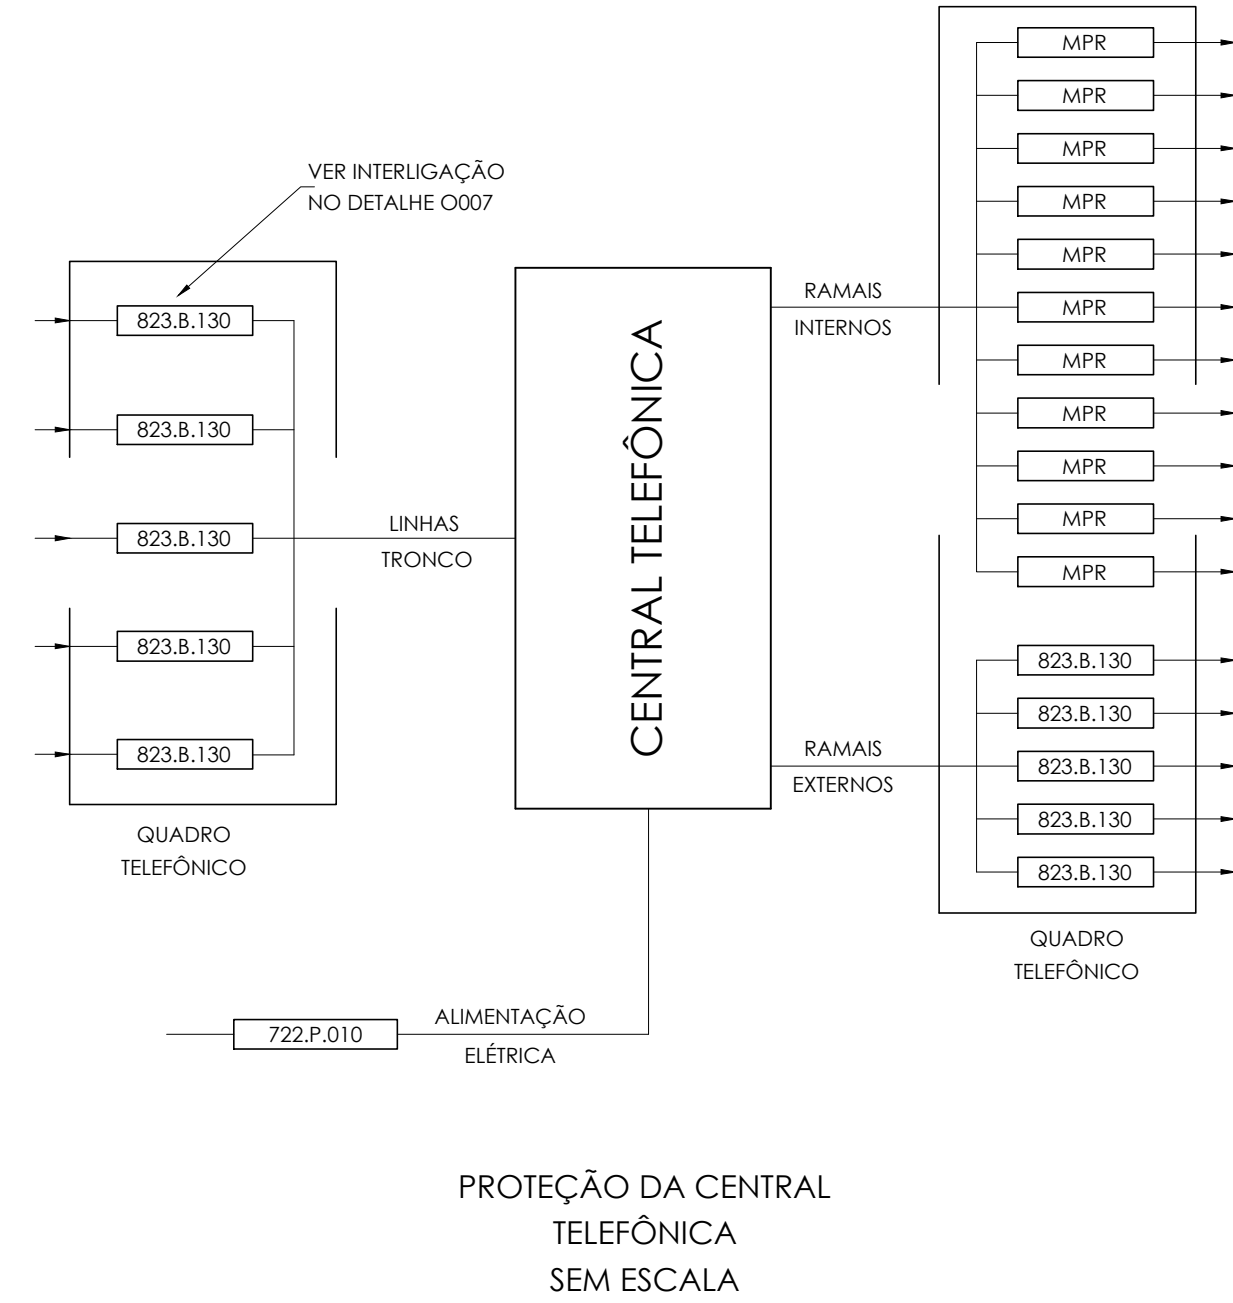 VER INTERLIGAÇÃO
NO DETALHE O007
823.B.130
823.B.130
823.B.130
823.B.130
823.B.130
QUADRO
TELEFÔNICO
LINHAS
TRONCO
CENTRAL TELEFÔNICA
RAMAIS
INTERNOS
MPR
MPR
MPR
MPR
MPR
MPR
MPR
MPR
MPR
MPR
MPR
RAMAIS
EXTERNOS
823.B.130
823.B.130
823.B.130
823.B.130
823.B.130
QUADRO
TELEFÔNICO
722.P.010
ALIMENTAÇÃO
ELÉTRICA
PROTEÇÃO DA CENTRAL
TELEFÔNICA
SEM ESCALA